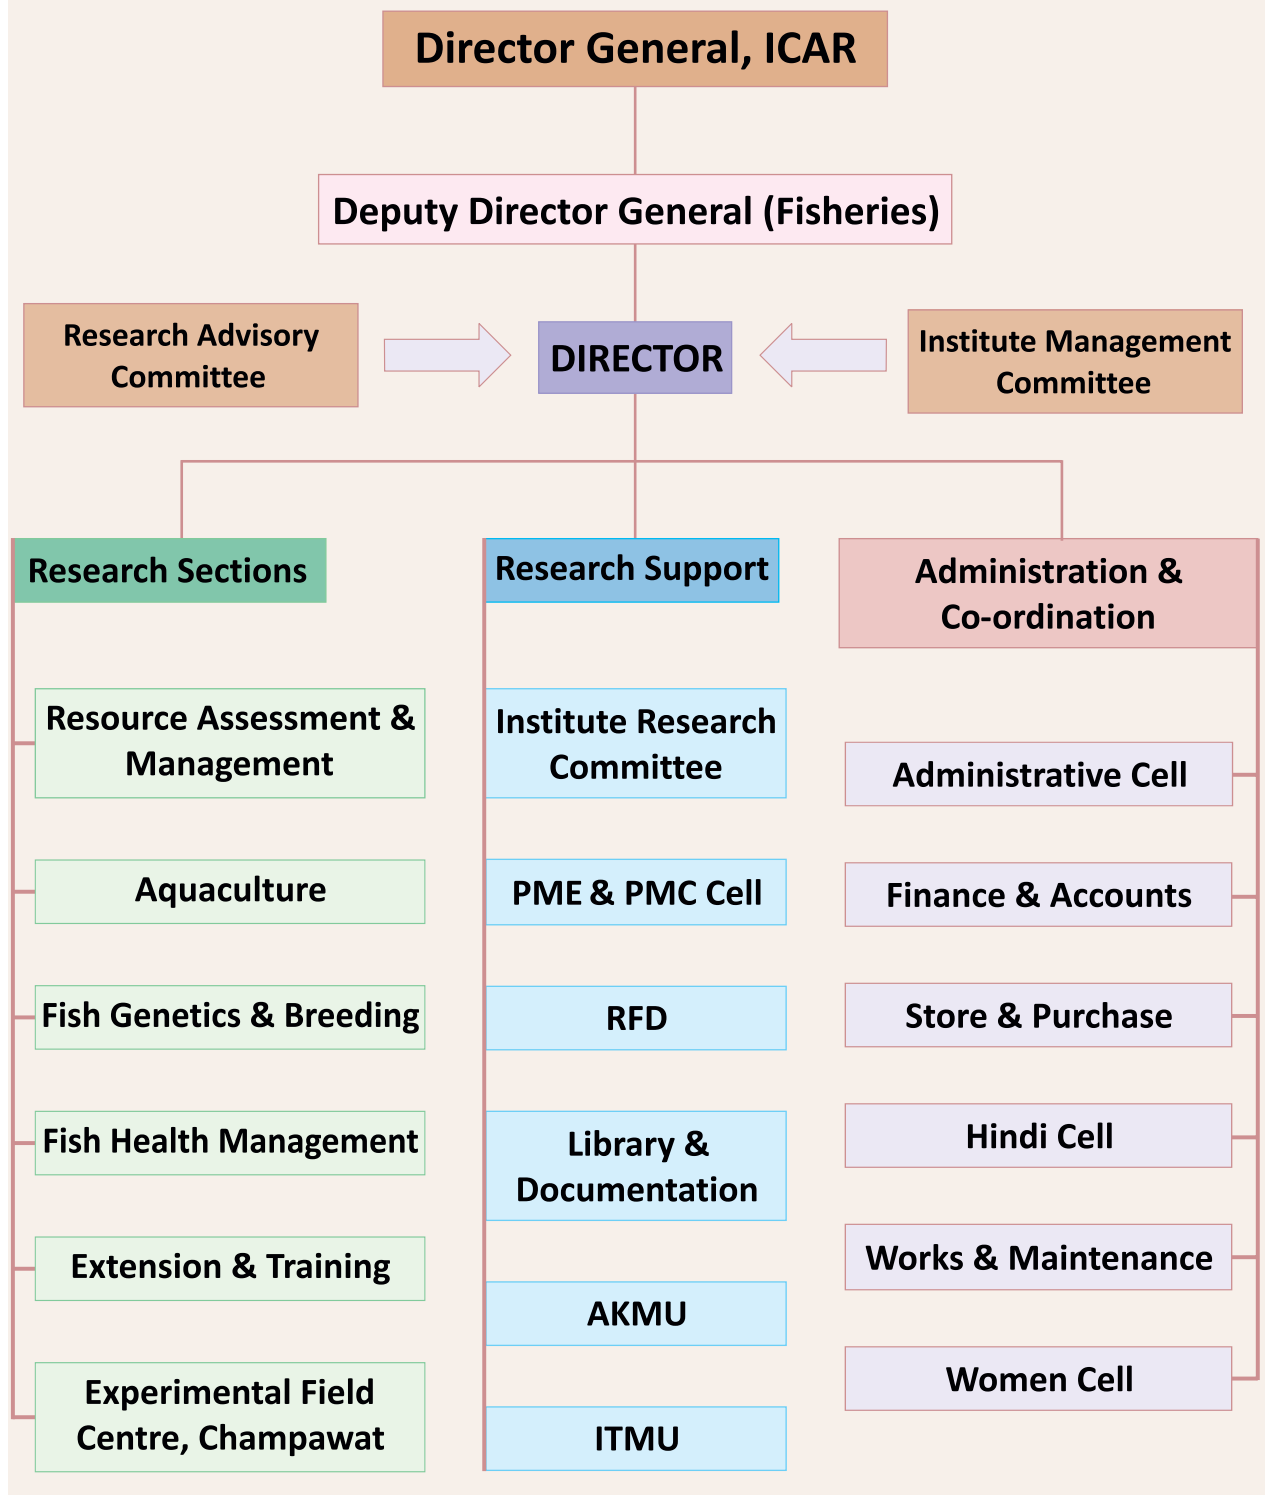 Director General, ICAR
Deputy Director General (Fisheries)
Research Advisory
Committee
DIRECTOR
Institute Management
Committee
Research Sections
Resource Assessment &
Management
Aquaculture
Fish Genetics & Breeding
Fish Health Management
Extension & Training
Experimental Field
Centre, Champawat
Research Support
Institute Research
Committee
PME & PMC Cell
RFD
Library &
Documentation
AKMU
ITMU
Administration &
Co-ordination
Administrative Cell
Finance & Accounts
Store & Purchase
Hindi Cell
Works & Maintenance
Women Cell